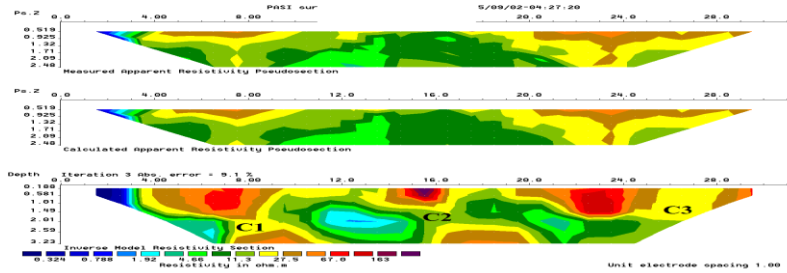 PASI sur 5/09/02-04:27:20
Ps.Z 0.0 4.00 8.00 12.0 16.0 20.0 24.0 28.0
0.519
0.925
1.32
1.71
2.09
2.48
Measured Apparent Resistivity Pseudosection
Ps.Z 0.0 4.00 8.00 12.0 16.0 20.0 24.0 28.0
0.519
0.925
1.32
1.71
2.09
2.48
Calculated Apparent Resistivity Pseudosection
Depth Iteration 3 Abs. error = 9.1 %
0.0 4.00 8.00 12.0 16.0 20.0 24.0 28.0
0.188
0.581
1.01
1.49
2.01
2.59
3.23
C1 C2 C3
Inverse Model Resistivity Section
0.324 0.788 1.92 4.66 11.3 27.5 67.0 163
Resistivity in ohm.m Unit electrode spacing 1.00